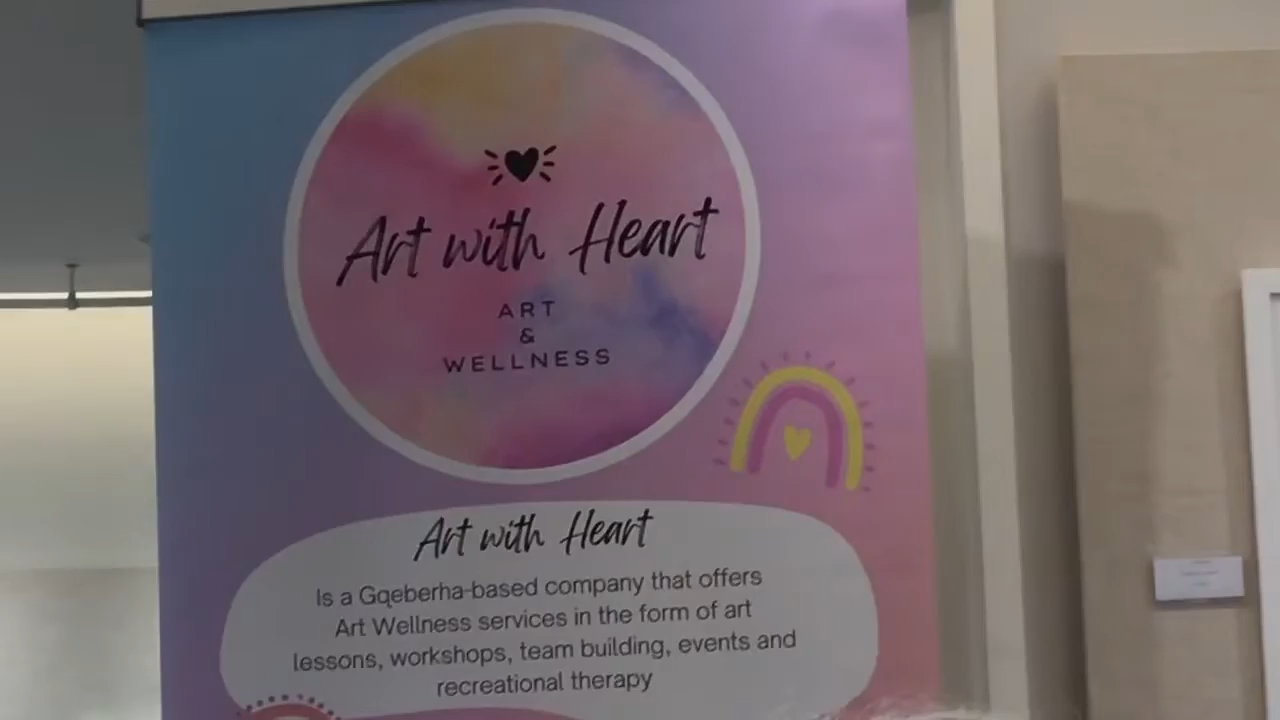 Art with Heart
ART
&
WELLNESS
Art with Heart
Is a Gqeberha-based company that offers
Art Wellness services in the form of art
lessons, workshops, team building, events and
recreational therapy